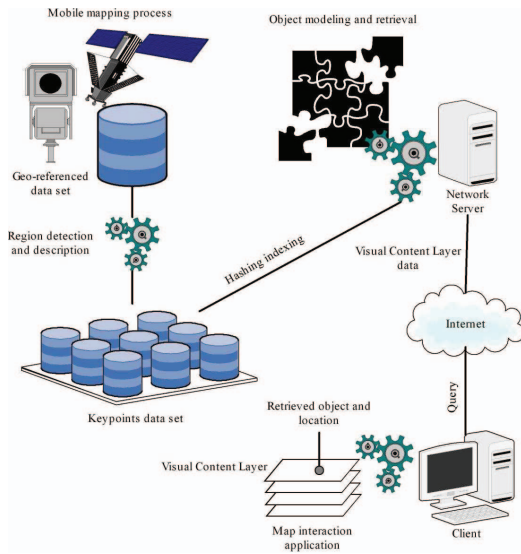 Mobile mapping process
Object modeling and retrieval
Geo-referenced
data set
Network
Server
Region detection
and description
Hashing indexing
Visual Content Layer
data
Internet
Keypoints data set
Query
Retrieved object and
location
Visual Content Layer
Map interaction
application
Client